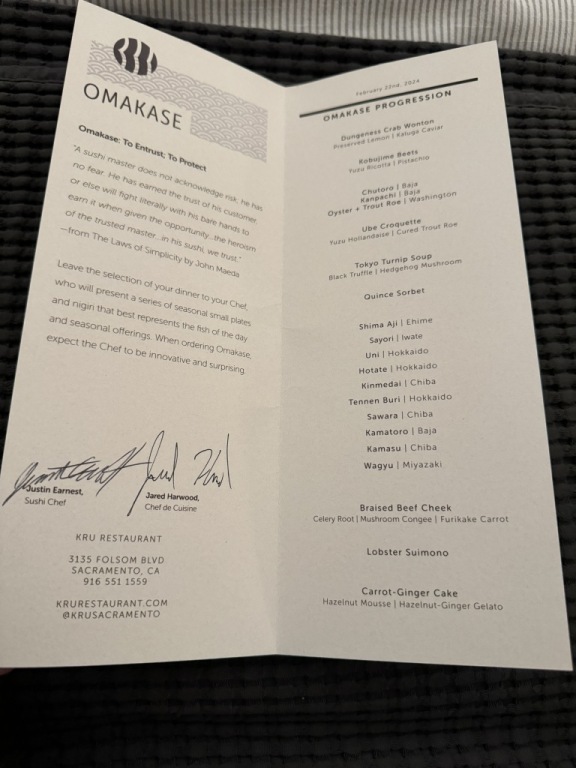 OMAKASE
Omakase: To Entrust; To Protect
"A sushi master does not acknowledge risk. He has
no fear. He has earned the trust of his customer,
or else will fight literally with his bare hands to
earn it when given the opportunity...the heroism
of the trusted master...in his sushi, we trust."
—from The Laws of Simplicity by John Maeda
Leave the selection of your dinner to your Chef,
who will present a series of seasonal small plates
and nigiri that best represents the fish of the day
and seasonal offerings. When ordering Omakase,
expect the Chef to be innovative and surprising.
Justin Earnest,
Sushi Chef
Jared Harwood,
Chef de Cuisine
KRU RESTAURANT
3135 FOLSOM BLVD
SACRAMENTO, CA
916 551 1559
KRURESTAURANT.COM
@KRUSACRAMENTO
February 22nd, 2024
OMAKASE PROGRESSION
Dungeness Crab Wonton
Preserved Lemon | Kaluga Caviar
Kobujime Beets
Yuzu Ricotta | Pistachio
Chutoro | Baja
Kanpachi | Baja
Oyster + Trout Roe | Washington
Ube Croquette
Yuzu Hollandaise | Cured Trout Roe
Tokyo Turnip Soup
Black Truffle | Hedgehog Mushroom
Quince Sorbet
Shima Aji | Ehime
Sayori | Iwate
Uni | Hokkaido
Hotate | Hokkaido
Kinmedai | Chiba
Tennen Buri | Hokkaido
Sawara | Chiba
Kamatoro | Baja
Kamasu | Chiba
Wagyu | Miyazaki
Braised Beef Cheek
Celery Root | Mushroom Congee | Furikake Carrot
Lobster Suimono
Carrot-Ginger Cake
Hazelnut Mousse | Hazelnut-Ginger Gelato